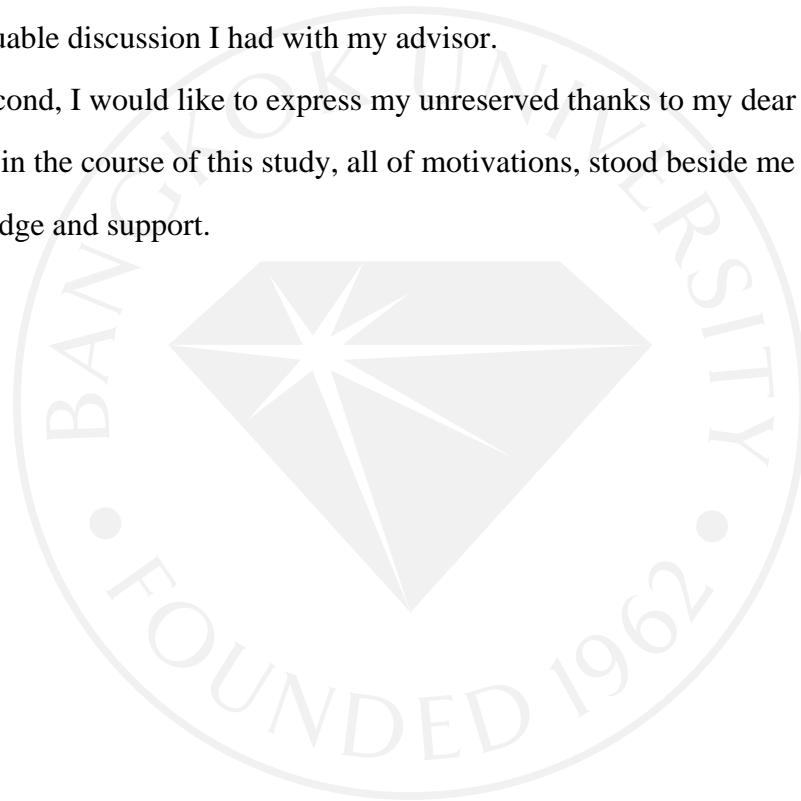 uable discussion I had with my advisor.
cond, I would like to express my unreserved thanks to my dear
in the course of this study, all of motivations, stood beside me
dge and support.
BANGKOK UNIVERSITY
FOUNDED 1962